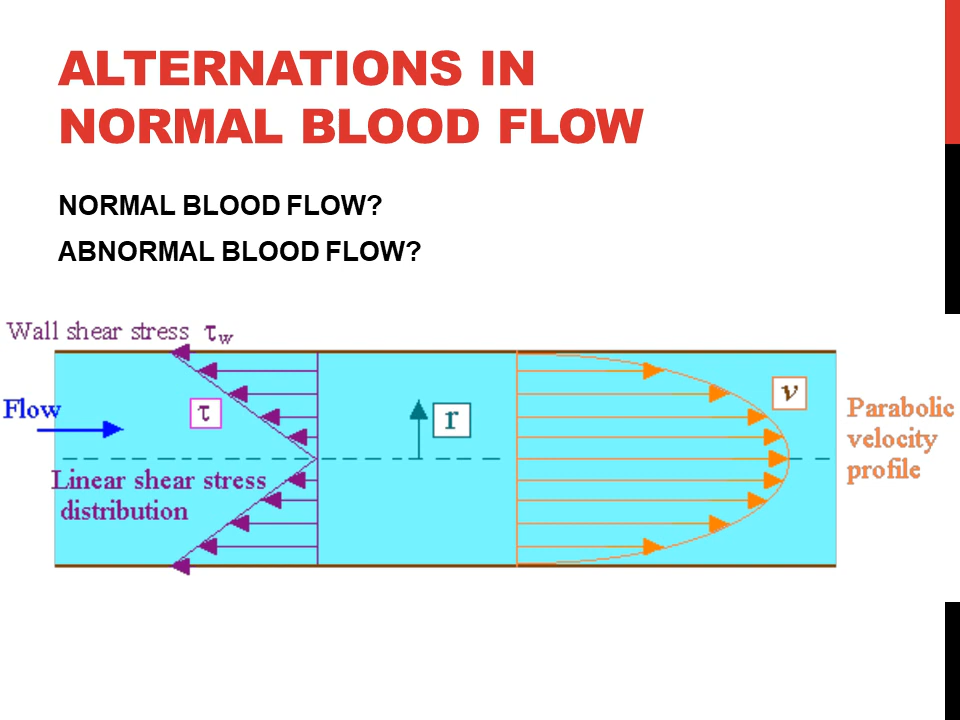 ALTERNATIONS IN
NORMAL BLOOD FLOW
NORMAL BLOOD FLOW?
ABNORMAL BLOOD FLOW?
Wall shear stress τw
Flow
τ
r
v
Parabolic
velocity
profile
Linear shear stress
distribution